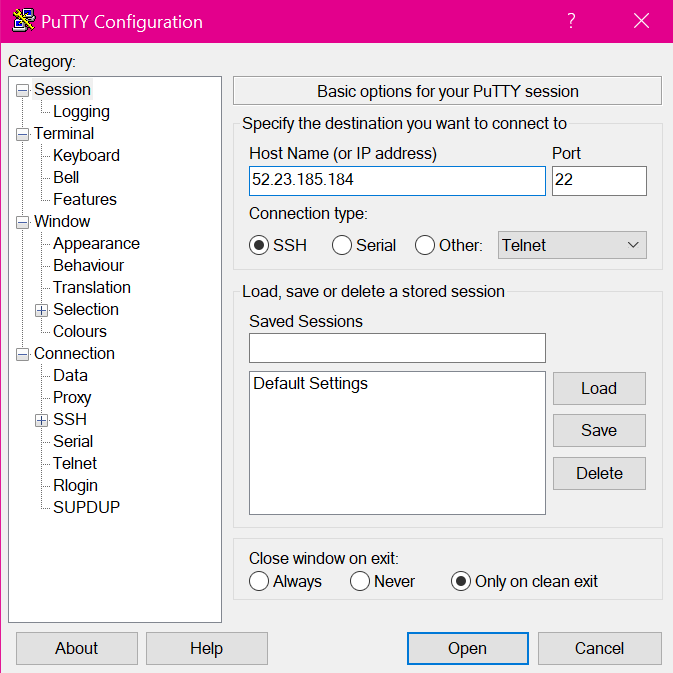 PuTTY Configuration
?
Category:
Session
Logging
Terminal
Keyboard
Bell
Features
Window
Appearance
Behaviour
Translation
Selection
Colours
Connection
Data
Proxy
SSH
Serial
Telnet
Rlogin
SUPDUP
Basic options for your PuTTY session
Specify the destination you want to connect to
Host Name (or IP address) Port
52.23.185.184 22
Connection type:
SSH Serial Other: Telnet
Load, save or delete a stored session
Saved Sessions
Default Settings
Load
Save
Delete
Close window on exit:
Always Never Only on clean exit
About Help Open Cancel